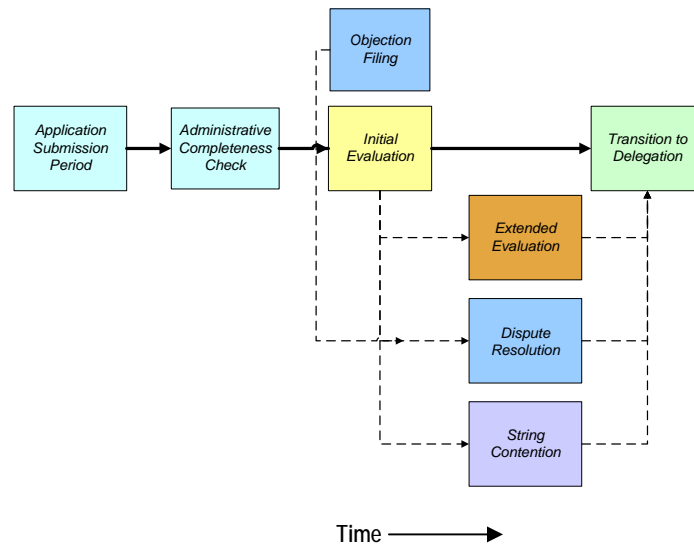 Objection
Filing
Application
Submission
Period
Administrative
Completeness
Check
Initial
Evaluation
Transition to
Delegation
Extended
Evaluation
Dispute
Resolution
String
Contention
Time